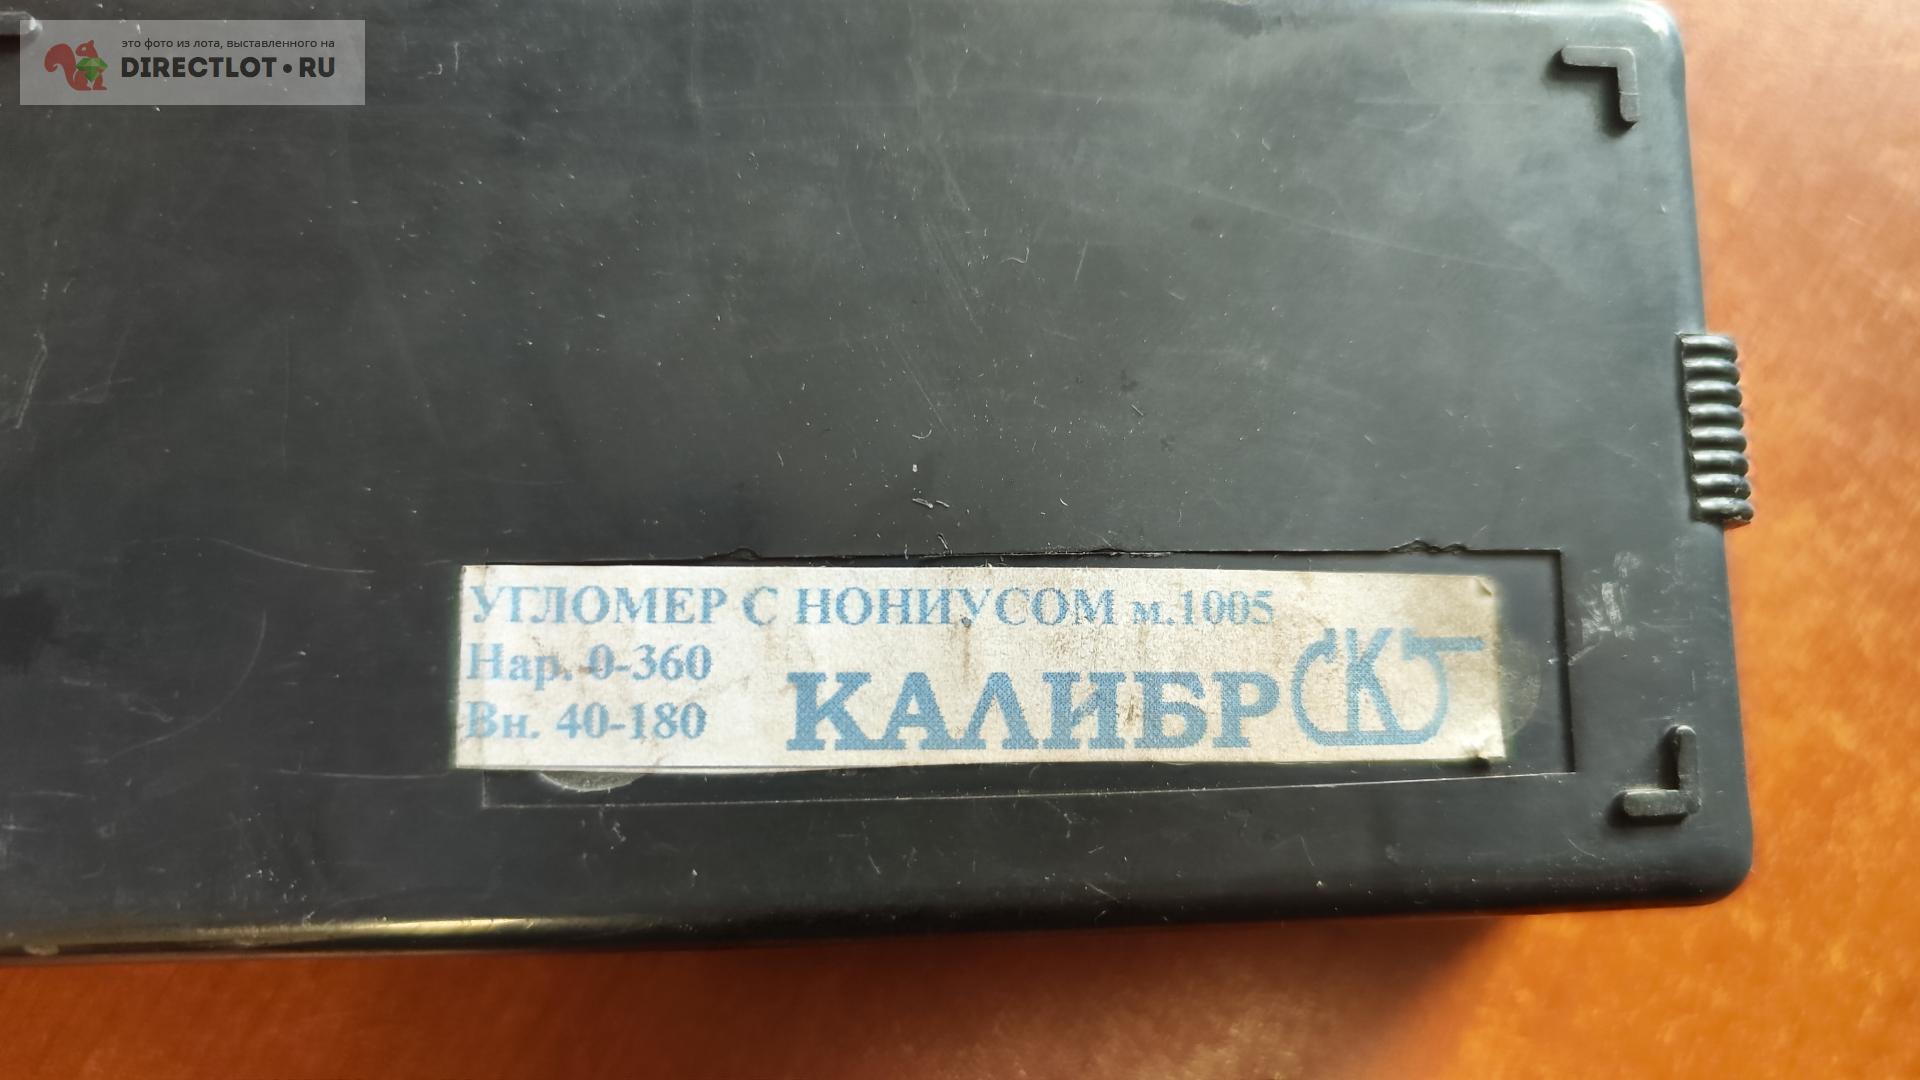 это фото из лота, выставленного на
DIRECTLOT•RU
УГЛОМЕР С НОНИУСОМ м.1005
Нар. 0-360
Вн. 40-180
КАЛИБР К